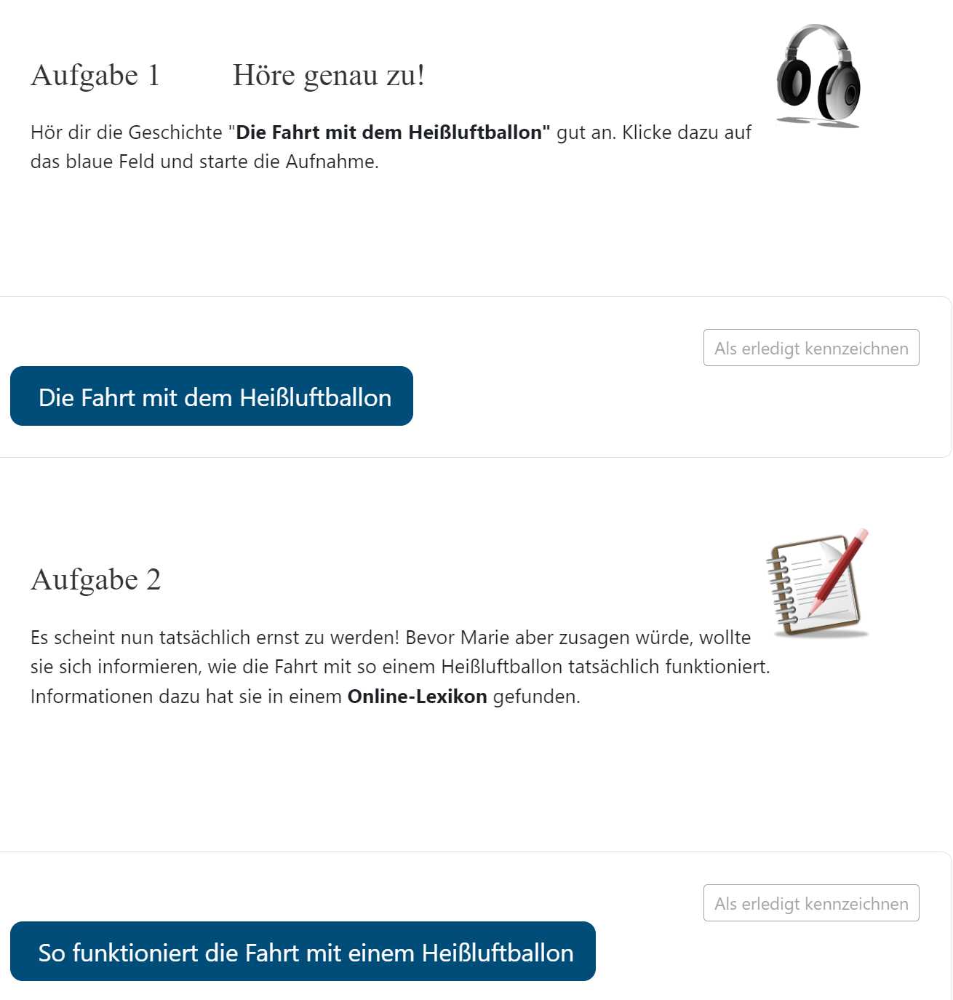 Aufgabe 1 Höre genau zu!
Hör dir die Geschichte "Die Fahrt mit dem Heißluftballon" gut an. Klicke dazu auf
das blaue Feld und starte die Aufnahme.
Als erledigt kennzeichnen
Die Fahrt mit dem Heißluftballon
Aufgabe 2
Es scheint nun tatsächlich ernst zu werden! Bevor Marie aber zusagen würde, wollte
sie sich informieren, wie die Fahrt mit so einem Heißluftballon tatsächlich funktioniert.
Informationen dazu hat sie in einem Online-Lexikon gefunden.
Als erledigt kennzeichnen
So funktioniert die Fahrt mit einem Heißluftballon